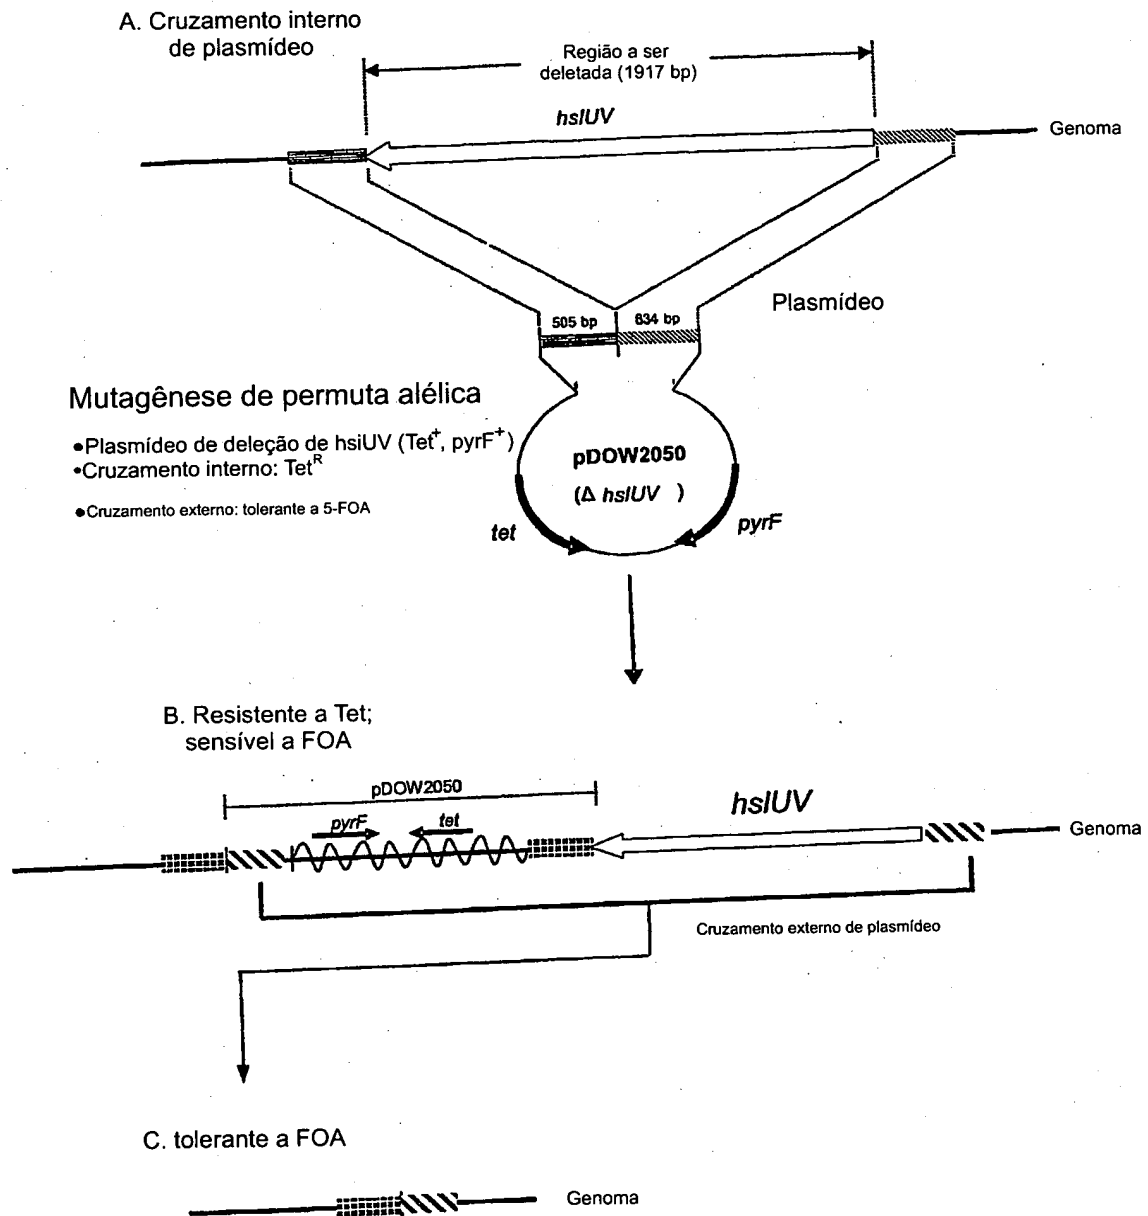 A. Cruzamento interno
de plasmídeo
Região a ser
deletada (1917 bp)
hslUV
Genoma
Plasmídeo
505 bp
634 bp
Mutagênese de permuta alélica
•Plasmídeo de deleção de hsiUV (Tet+, pyrF+)
•Cruzamento interno: TetR
•Cruzamento externo: tolerante a 5-FOA
pDOW2050
(Δ hslUV )
tet
pyrF
B. Resistente a Tet;
sensível a FOA
pDOW2050
hslUV
pyrF
tet
Genoma
Cruzamento externo de plasmídeo
C. tolerante a FOA
Genoma